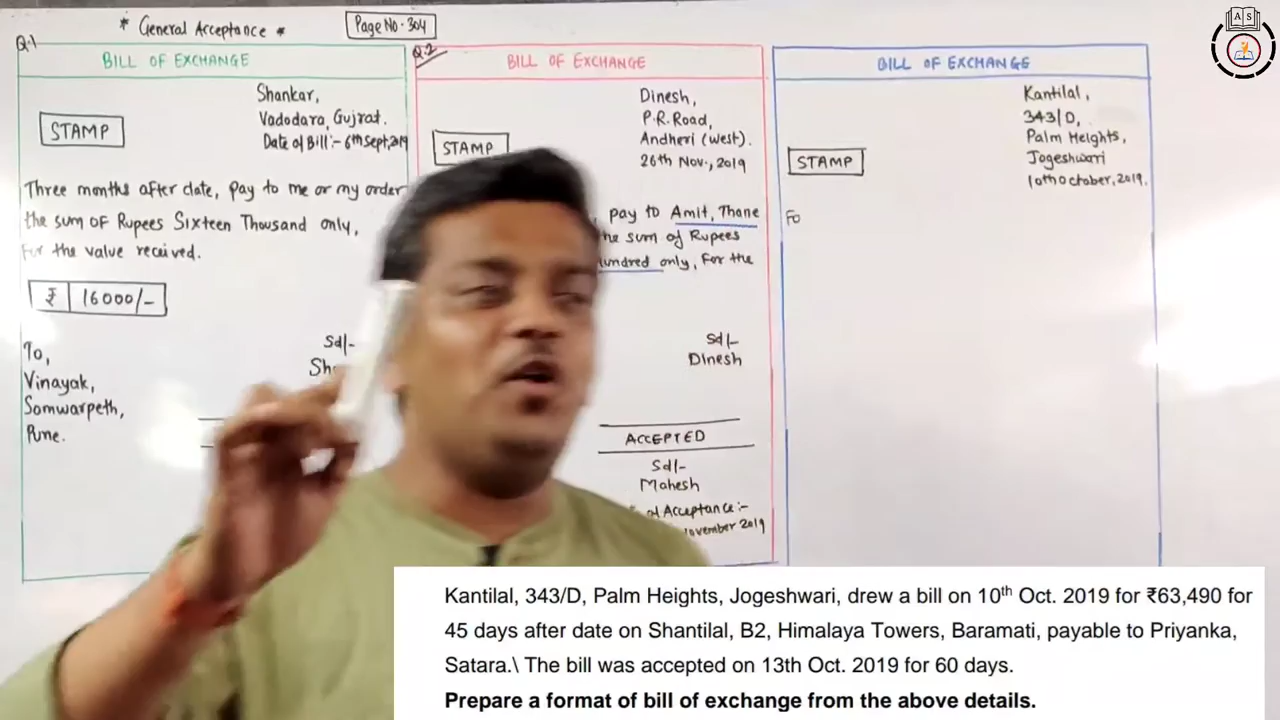 * General Acceptance *
Page No. 304
Q.1
BILL OF EXCHANGE
STAMP
Shankar,
Vadodara, Gujrat.
Date of Bill:- 6th Sept, 2019
Three months after date, pay to me or my order
the sum of Rupees Sixteen Thousand only,
for the value received.
₹ 16000/-
To,
Vinayak,
Somwarpeth,
Pune.
Sd/-
Q.2
BILL OF EXCHANGE
STAMP
Dinesh,
P.R. Road,
Andheri (West).
26th Nov., 2019
, pay to Amit, Thane
the sum of Rupees
only, for the
Sd/-
Dinesh
ACCEPTED
Sd/-
Mahesh
Acceptance:-
2019
BILL OF EXCHANGE
STAMP
Kantilal,
343/D,
Palm Heights,
Jogeshwari
10th October, 2019.
Fo
A S
Kantilal, 343/D, Palm Heights, Jogeshwari, drew a bill on 10th Oct. 2019 for ₹63,490 for
45 days after date on Shantilal, B2, Himalaya Towers, Baramati, payable to Priyanka,
Satara.\ The bill was accepted on 13th Oct. 2019 for 60 days.
Prepare a format of bill of exchange from the above details.